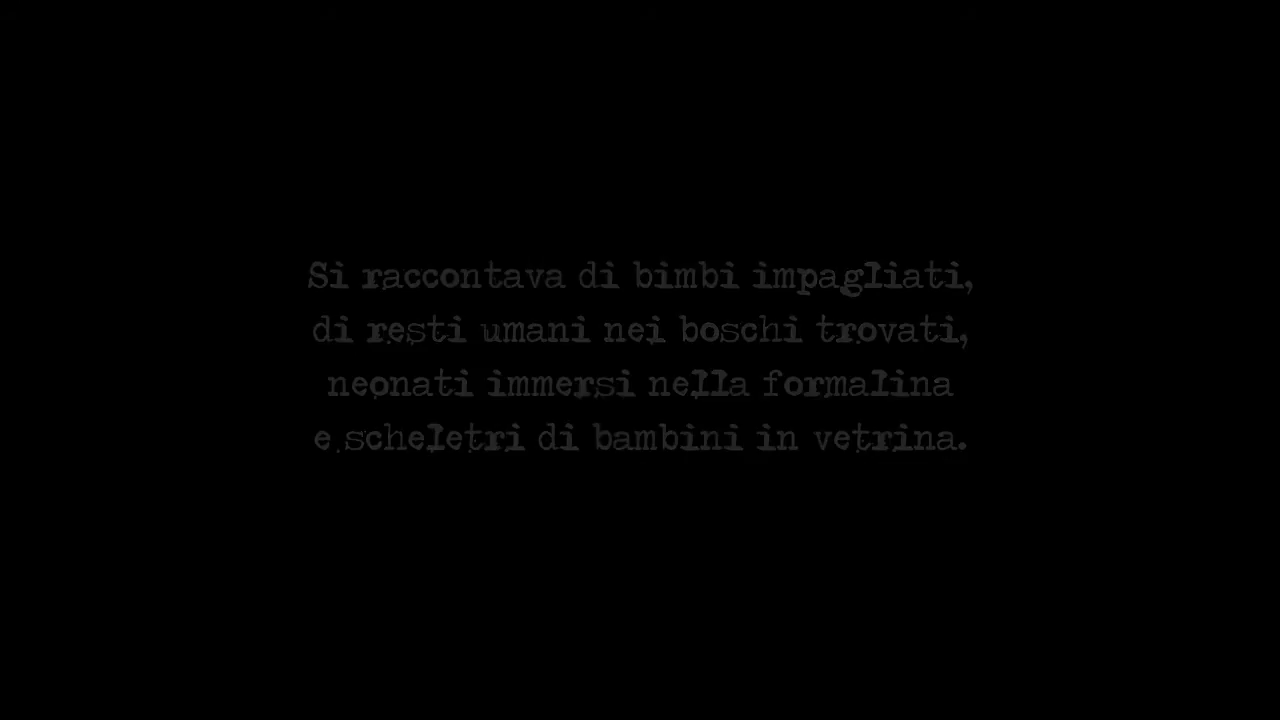 Si raccontava di bimbi impagliati,
di resti umani nei boschi trovati,
neonati immersi nella formalina
e scheletri di bambini in vetrina.